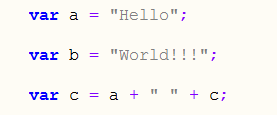 var a = "Hello";
var b = "World!!!";
var c = a + " " + c;